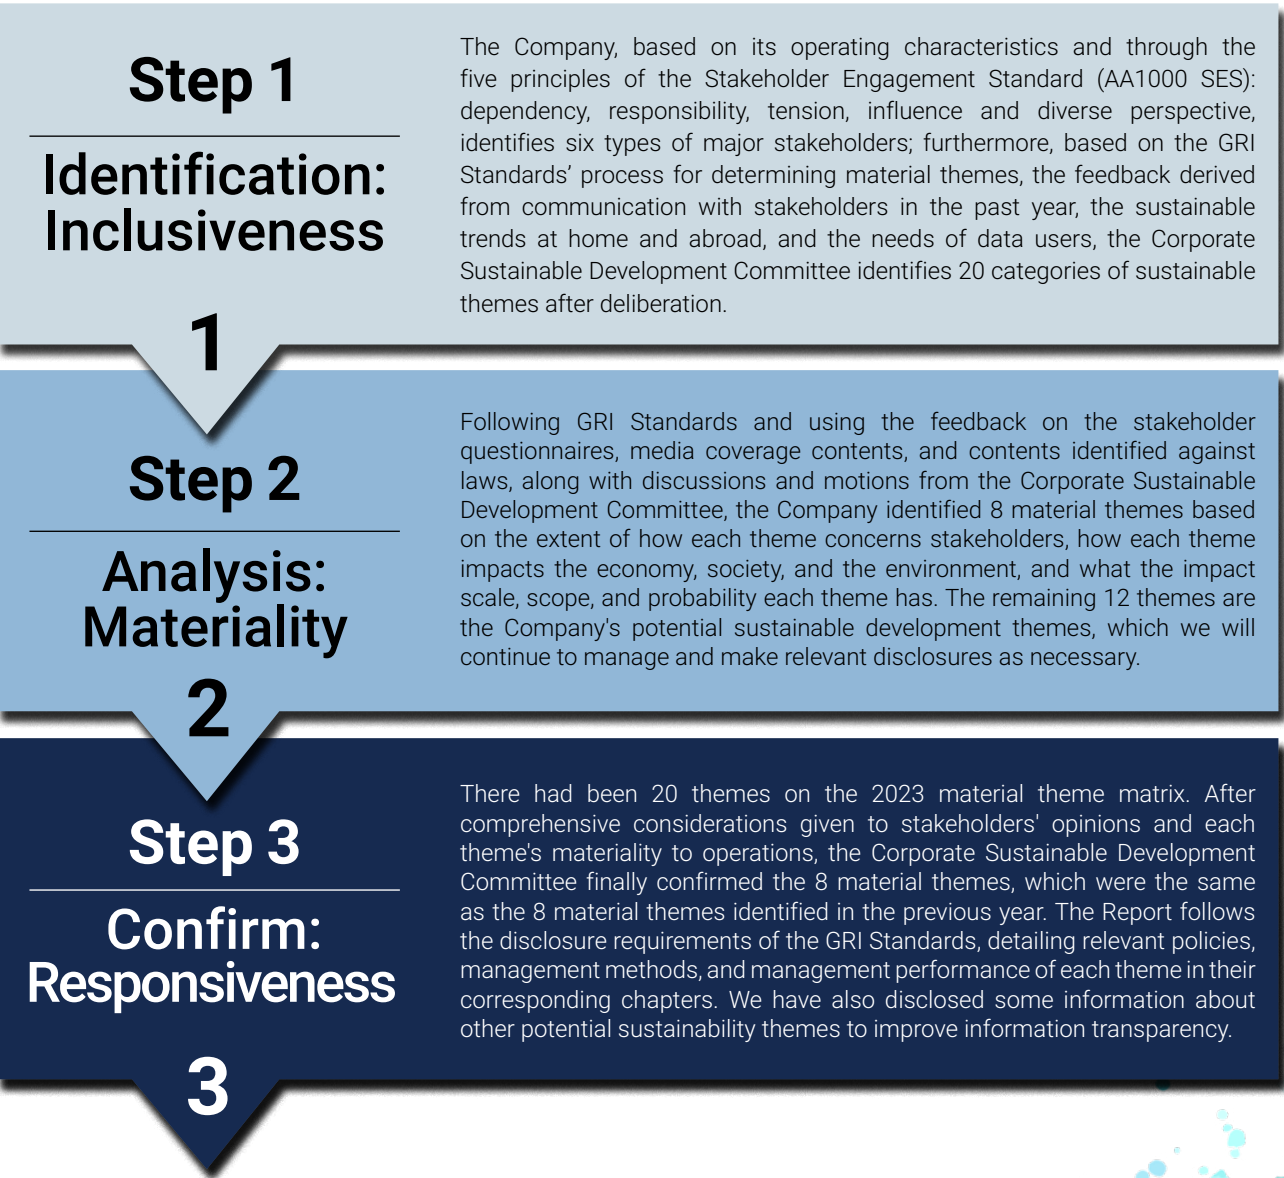 Step 1
Identification:
Inclusiveness
1
The Company, based on its operating characteristics and through the
five principles of the Stakeholder Engagement Standard (AA1000 SES):
dependency, responsibility, tension, influence and diverse perspective,
identifies six types of major stakeholders; furthermore, based on the GRI
Standards’ process for determining material themes, the feedback derived
from communication with stakeholders in the past year, the sustainable
trends at home and abroad, and the needs of data users, the Corporate
Sustainable Development Committee identifies 20 categories of sustainable
themes after deliberation.
Step 2
Analysis:
Materiality
2
Following GRI Standards and using the feedback on the stakeholder
questionnaires, media coverage contents, and contents identified against
laws, along with discussions and motions from the Corporate Sustainable
Development Committee, the Company identified 8 material themes based
on the extent of how each theme concerns stakeholders, how each theme
impacts the economy, society, and the environment, and what the impact
scale, scope, and probability each theme has. The remaining 12 themes are
the Company's potential sustainable development themes, which we will
continue to manage and make relevant disclosures as necessary.
Step 3
Confirm:
Responsiveness
3
There had been 20 themes on the 2023 material theme matrix. After
comprehensive considerations given to stakeholders' opinions and each
theme's materiality to operations, the Corporate Sustainable Development
Committee finally confirmed the 8 material themes, which were the same
as the 8 material themes identified in the previous year. The Report follows
the disclosure requirements of the GRI Standards, detailing relevant policies,
management methods, and management performance of each theme in their
corresponding chapters. We have also disclosed some information about
other potential sustainability themes to improve information transparency.